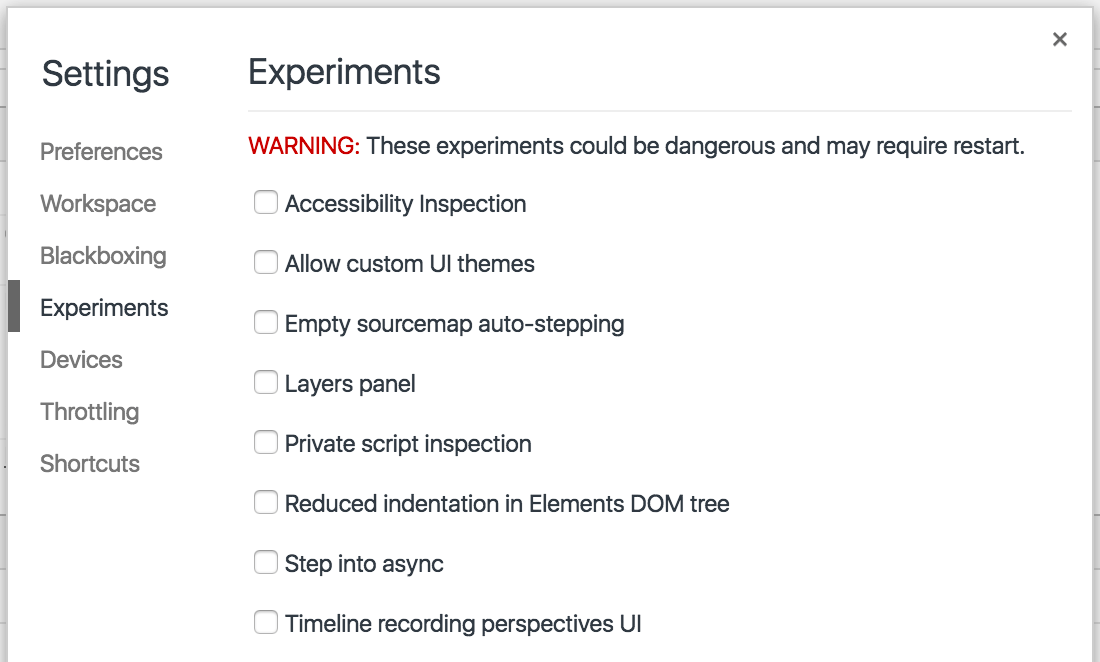 Settings
Preferences
Workspace
Blackboxing
Experiments
Devices
Throttling
Shortcuts
Experiments
WARNING: These experiments could be dangerous and may require restart.
Accessibility Inspection
Allow custom UI themes
Empty sourcemap auto-stepping
Layers panel
Private script inspection
Reduced indentation in Elements DOM tree
Step into async
Timeline recording perspectives UI